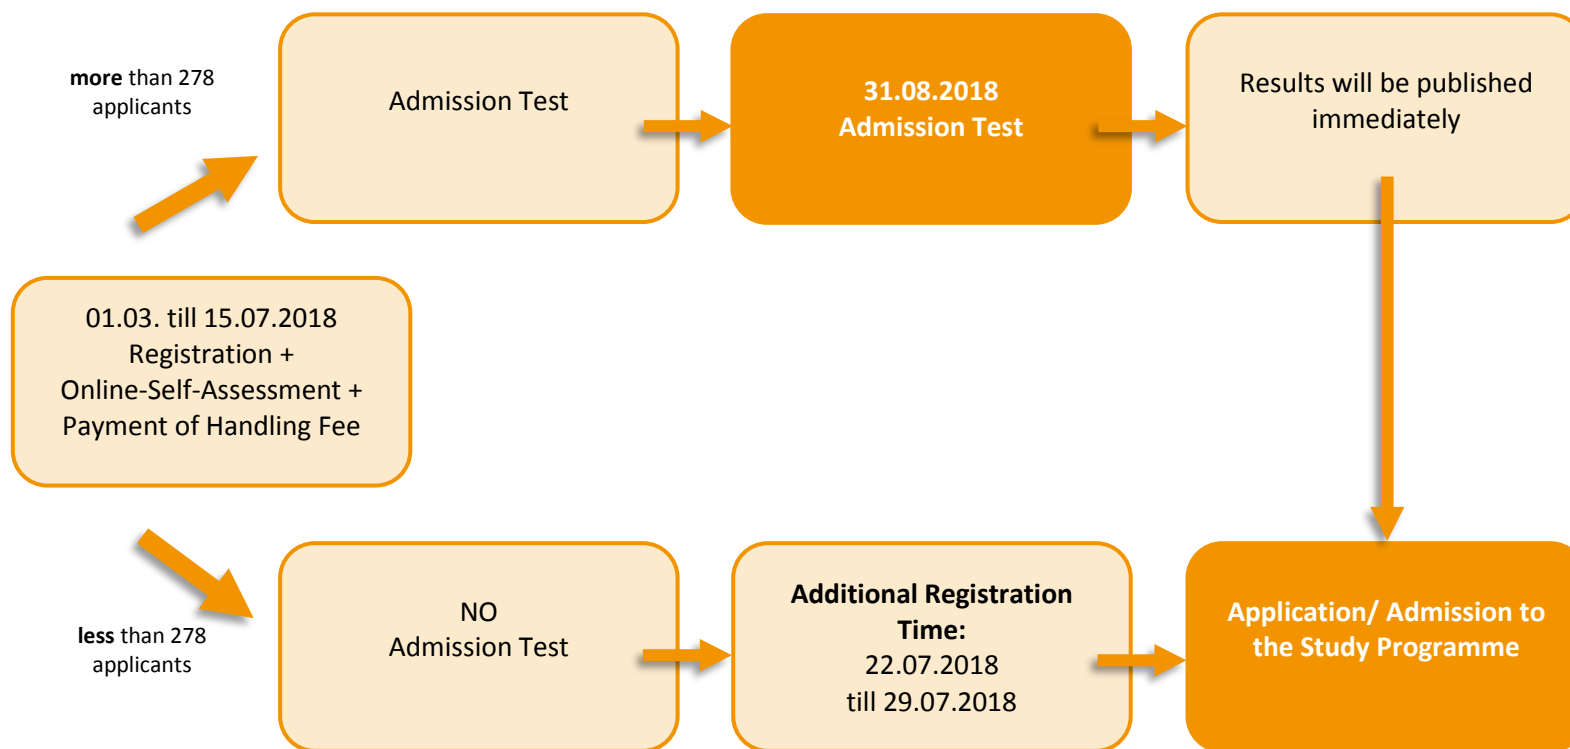 more than 278
applicants
Admission Test
31.08.2018
Admission Test
Results will be published
immediately
01.03. till 15.07.2018
Registration +
Online-Self-Assessment +
Payment of Handling Fee
less than 278
applicants
NO
Admission Test
Additional Registration
Time:
22.07.2018
till 29.07.2018
Application/ Admission to
the Study Programme